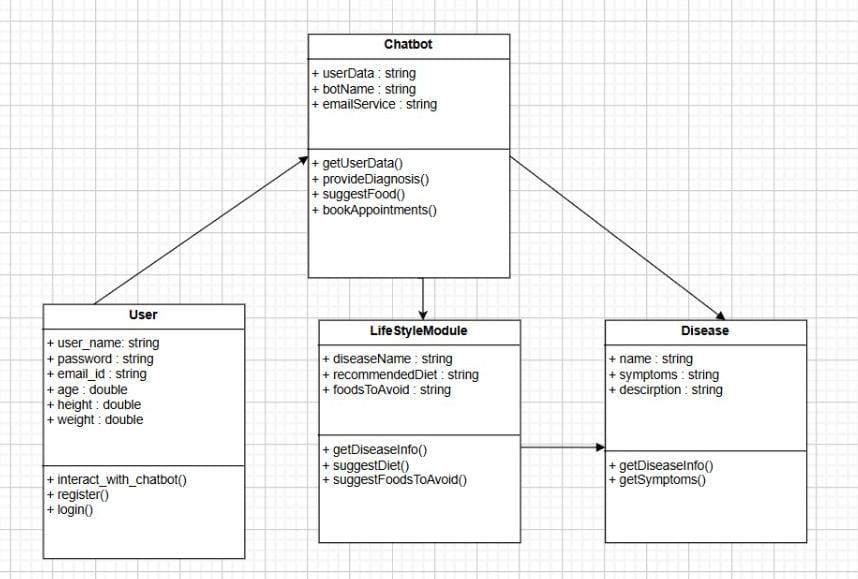 Chatbot
+ userData : string
+ botName : string
+ emailService : string
+ getUserData()
+ provideDiagnosis()
+ suggestFood()
+ bookAppointments()
User
+ user_name: string
+ password : string
+ email_id : string
+ age : double
+ height : double
+ weight : double
+ interact_with_chatbot()
+ register()
+ login()
LifeStyleModule
+ diseaseName : string
+ recommendedDiet : string
+ foodsToAvoid : string
+ getDiseaseInfo()
+ suggestDiet()
+ suggestFoodsToAvoid()
Disease
+ name : string
+ symptoms : string
+ descirption : string
+ getDiseaseInfo()
+ getSymptoms()